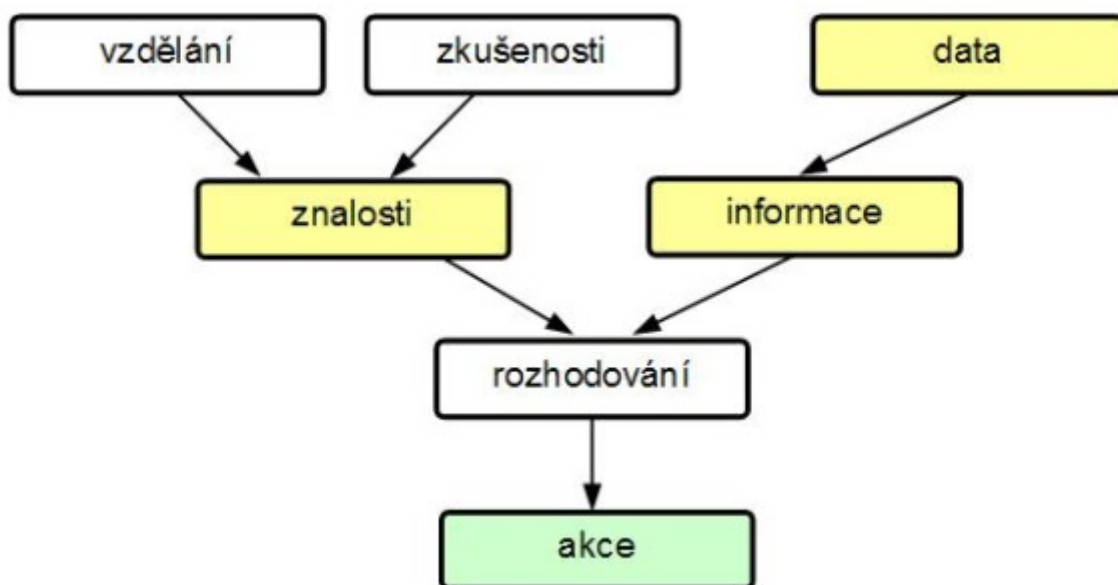 vzdělání
zkušenosti
data
znalosti
informace
rozhodování
akce